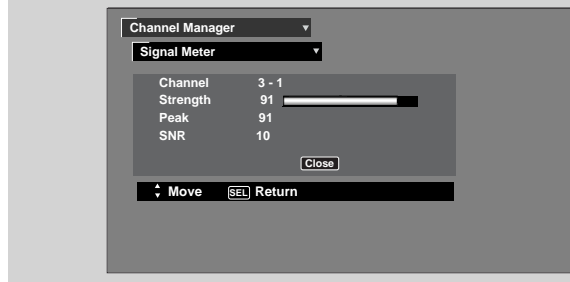 Channel Manager
Signal Meter
Channel 3 - 1
Strength 91
Peak 91
SNR 10
Close
Move SEL Return